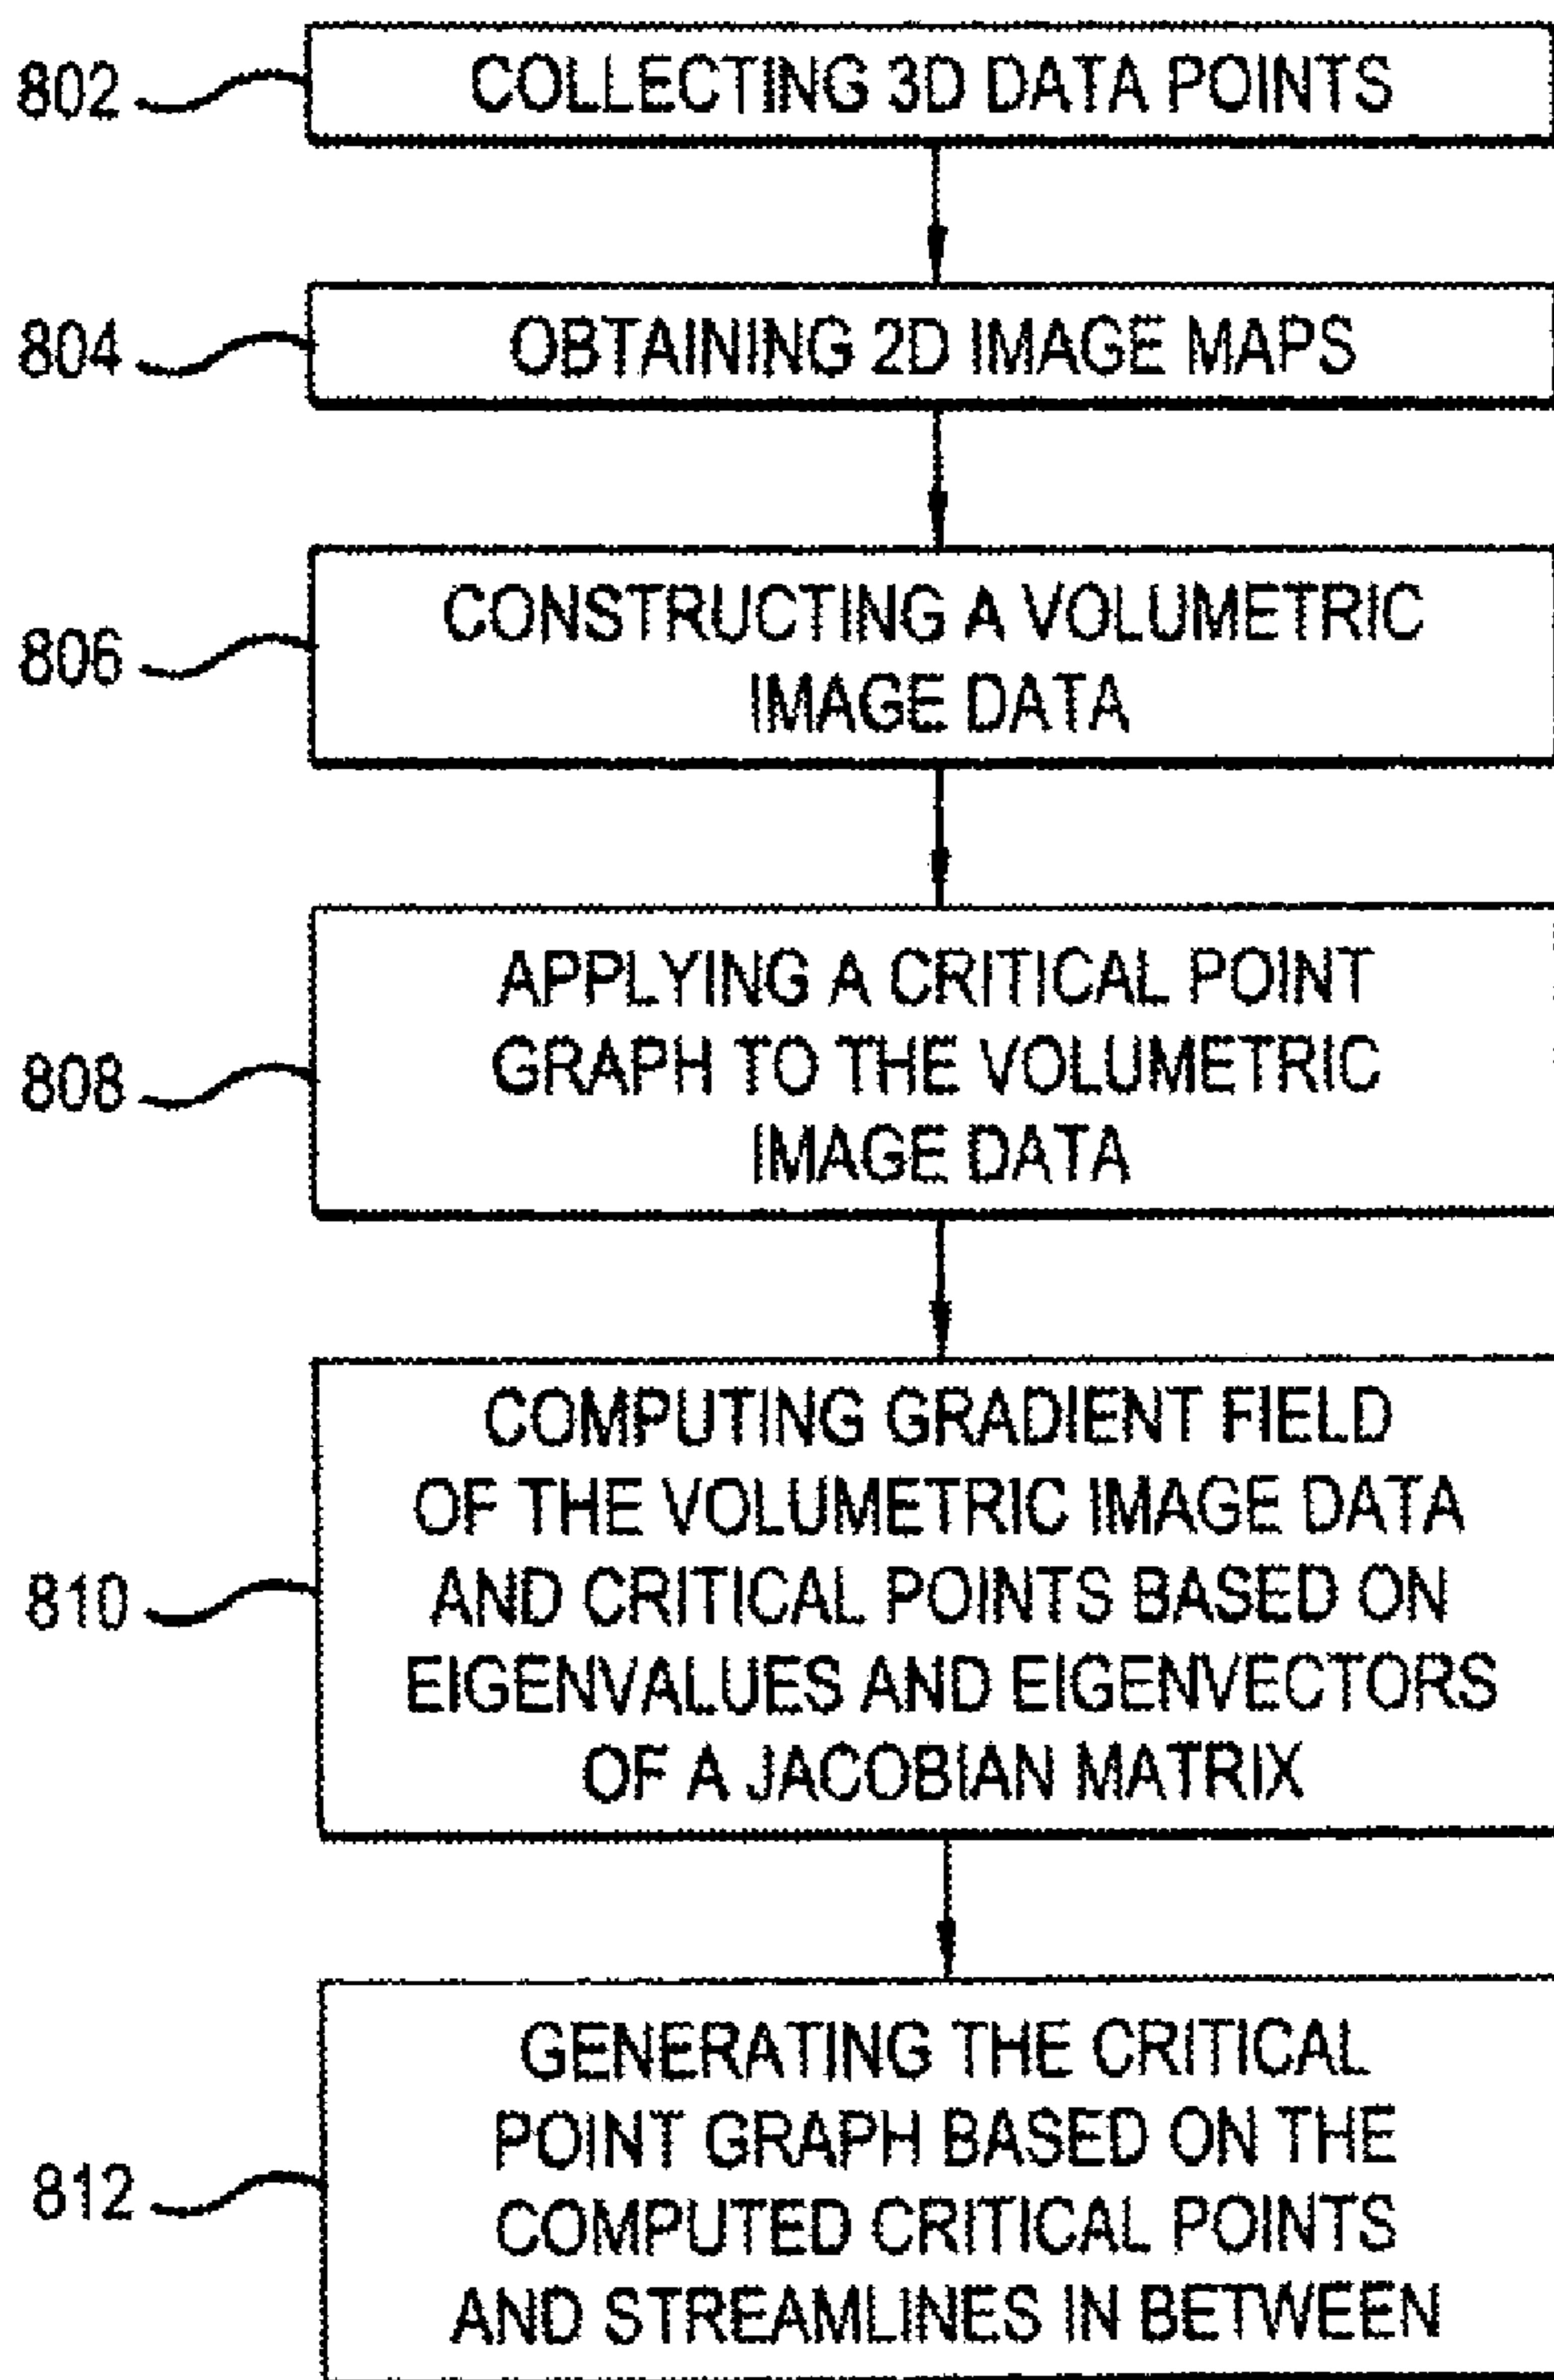 802
COLLECTING 3D DATA POINTS
804
OBTAINING 2D IMAGE MAPS
806
CONSTRUCTING A VOLUMETRIC
IMAGE DATA
808
APPLYING A CRITICAL POINT
GRAPH TO THE VOLUMETRIC
IMAGE DATA
810
COMPUTING GRADIENT FIELD
OF THE VOLUMETRIC IMAGE DATA
AND CRITICAL POINTS BASED ON
EIGENVALUES AND EIGENVECTORS
OF A JACOBIAN MATRIX
812
GENERATING THE CRITICAL
POINT GRAPH BASED ON THE
COMPUTED CRITICAL POINTS
AND STREAMLINES IN BETWEEN